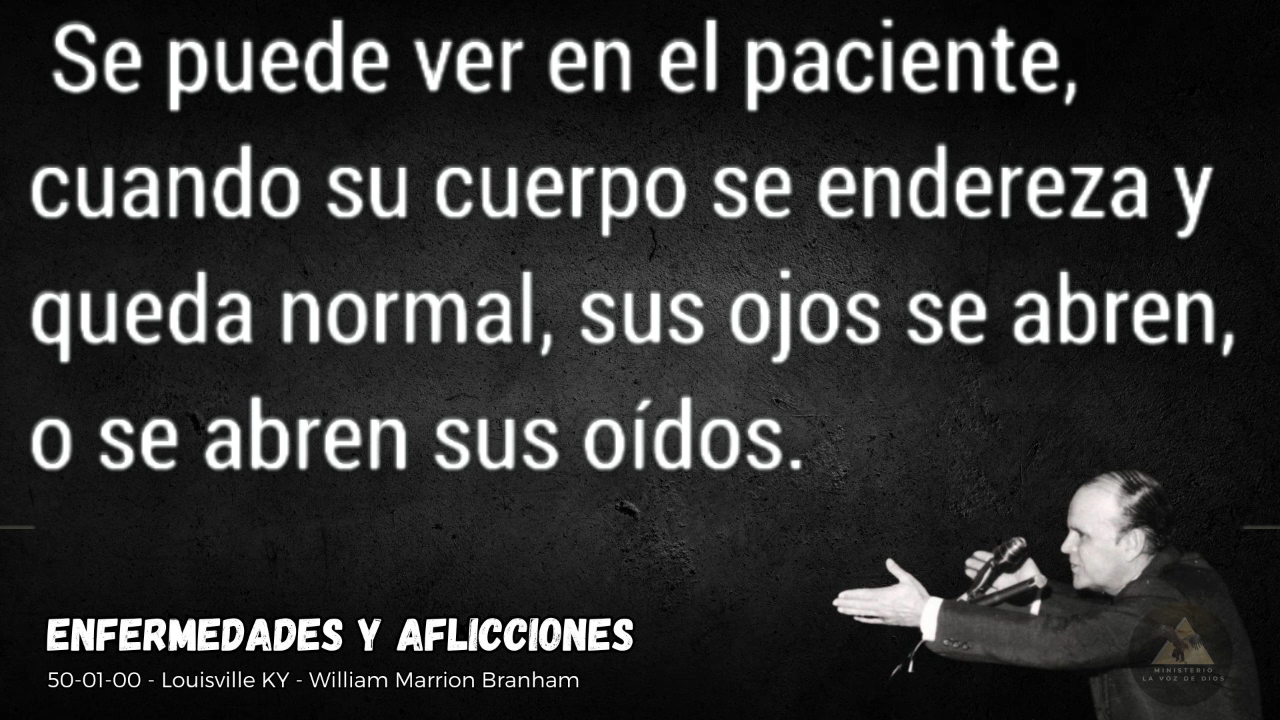 Se puede ver en el paciente,
cuando su cuerpo se endereza y
queda normal, sus ojos se abren,
o se abren sus oídos.
ENFERMEDADES Y AFLICCIONES
50-01-00 - Louisville KY - William Marrion Branham
MINISTERIO
LA VOZ DE DIOS